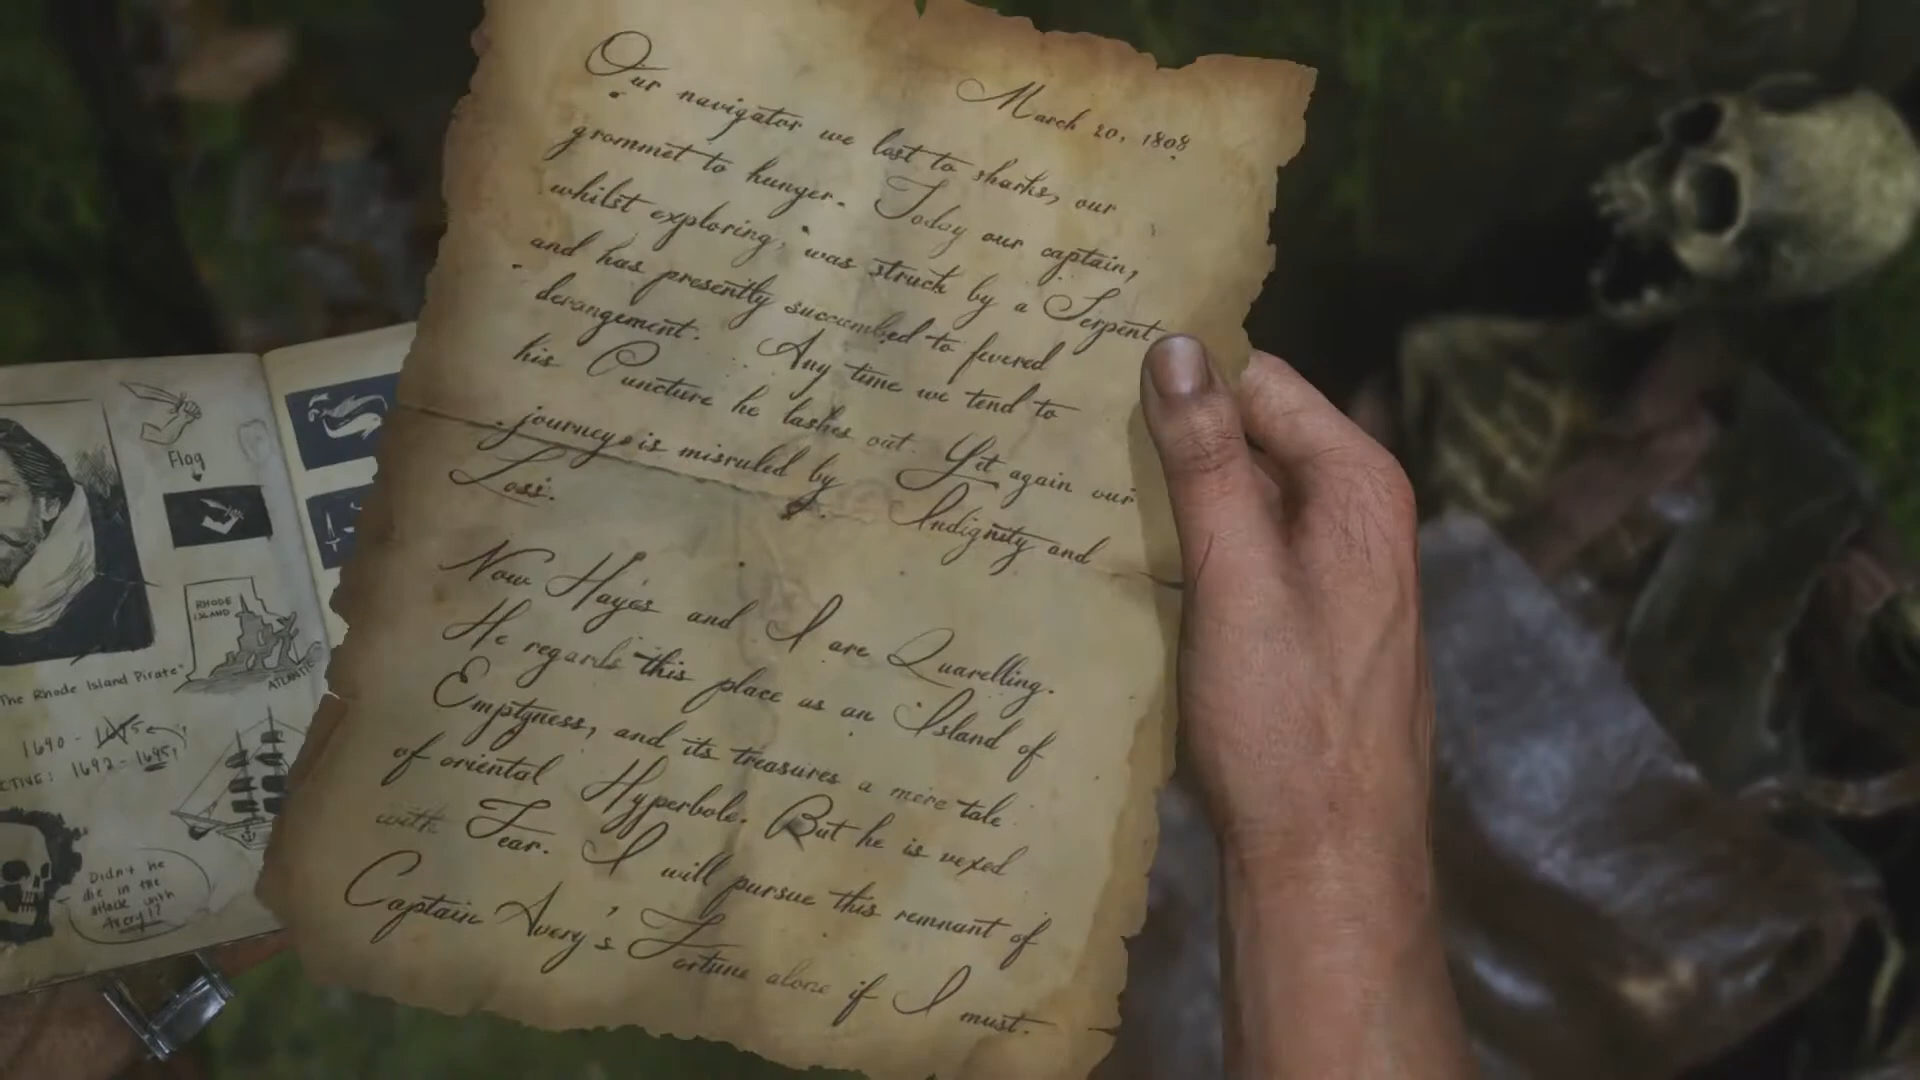 March 20, 1808
Our navigator we lost to sharks, our
grommet to hunger. Today our captain,
whilst exploring, was struck by a Serpent
and has presently succumbed to fevered
derangement. Any time we tend to
his Puncture he lashes out. Yet again our
journey is misruled by Indignity and
Loss.
Now Hayes and I are Quarelling.
He regards this place as an Island of
Emptyness, and its treasures a mere tale
of oriental Hyperbole. But he is vexed
with Fear. I will pursue this remnant of
Captain Avery's Fortune alone if I must.
Flag
RHODE
ISLAND
ATLANTIC
"The Rhode Island Pirate"
1640 - 1675
CTIVE: 1692 - 1695
Didn't he
die in the
attack with
Avery!?